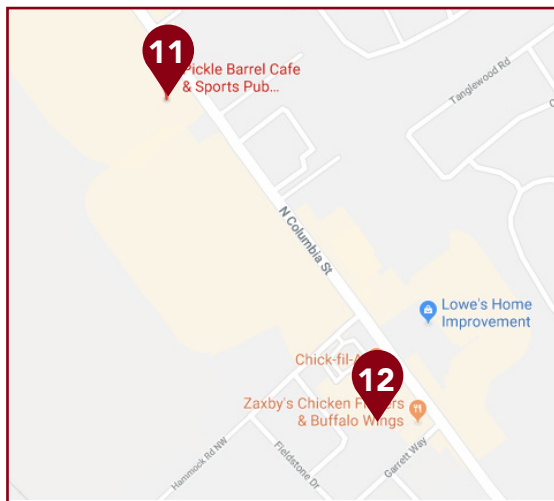 11
Pickle Barrel Cafe
& Sports Pub...
Tanglewood Rd
N Columbia St
Lowe's Home
Improvement
Chick-fil-A
12
Zaxby's Chicken Fingers
& Buffalo Wings
Hammock Rd NW
Fieldstone Dr
Garrett Way